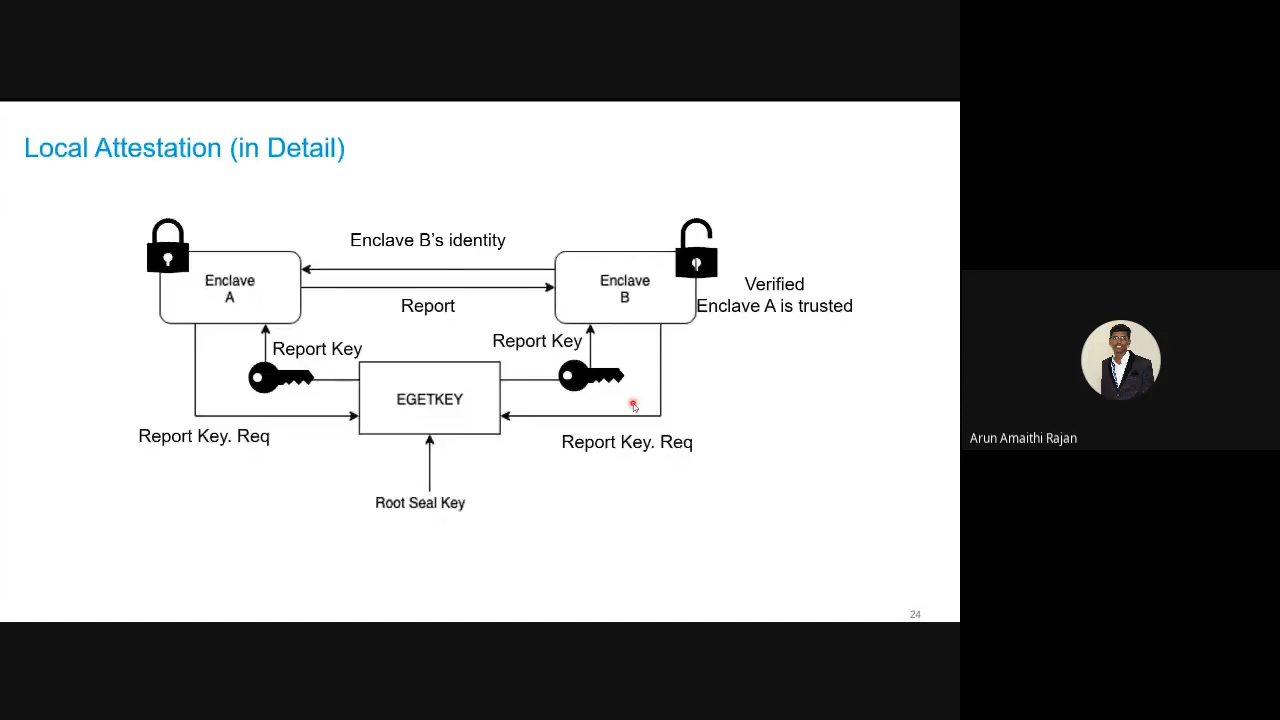 Local Attestation (in Detail)
Enclave B's identity
Enclave
A
Enclave
B
Verified
Enclave A is trusted
Report
Report Key
Report Key
EGETKEY
Report Key. Req
Report Key. Req
Root Seal Key
24
Arun Amaithi Rajan